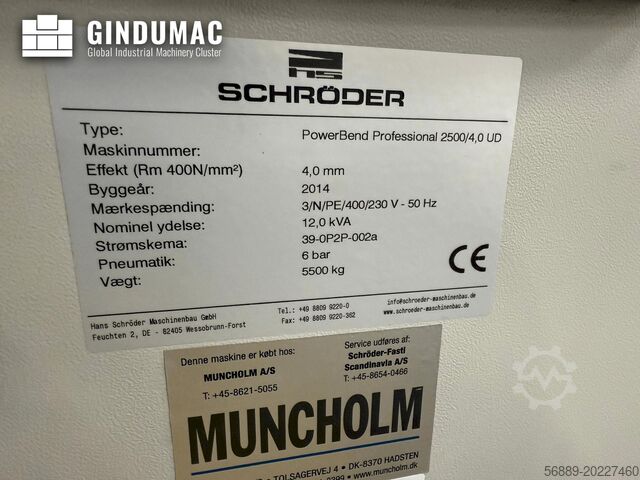 GINDUMAC
Global Industrial Machinery Cluster
SCHRÖDER
Type: PowerBend Professional 2500/4,0 UD
Maskinnummer:
Effekt (Rm 400N/mm²) 4,0 mm
Byggeår: 2014
Mærkespænding: 3/N/PE/400/230 V - 50 Hz
Nominel ydelse: 12,0 kVA
Strømskema: 39-0P2P-002a
Pneumatik: 6 bar
Vægt: 5500 kg
CE
Hans Schröder Maschinenbau GmbH Tel.: +49 8809 9220-0 info@schroeder-maschinenbau.de
Feuchten 2, DE - 82405 Wessobrunn-Forst Fax: +49 8809 9220-362 www.schroeder-maschinenbau.de
Denne maskine er købt hos: Service udføres af:
MUNCHOLM A/S Schröder-Fasti
T: +45-8621-5055 Scandinavia A/S
T: +45-8654-0466
MUNCHOLM
• TOLSAGERVEJ 4 • DK-8370 HADSTEN
• www.muncholm.dk
56889-20227460